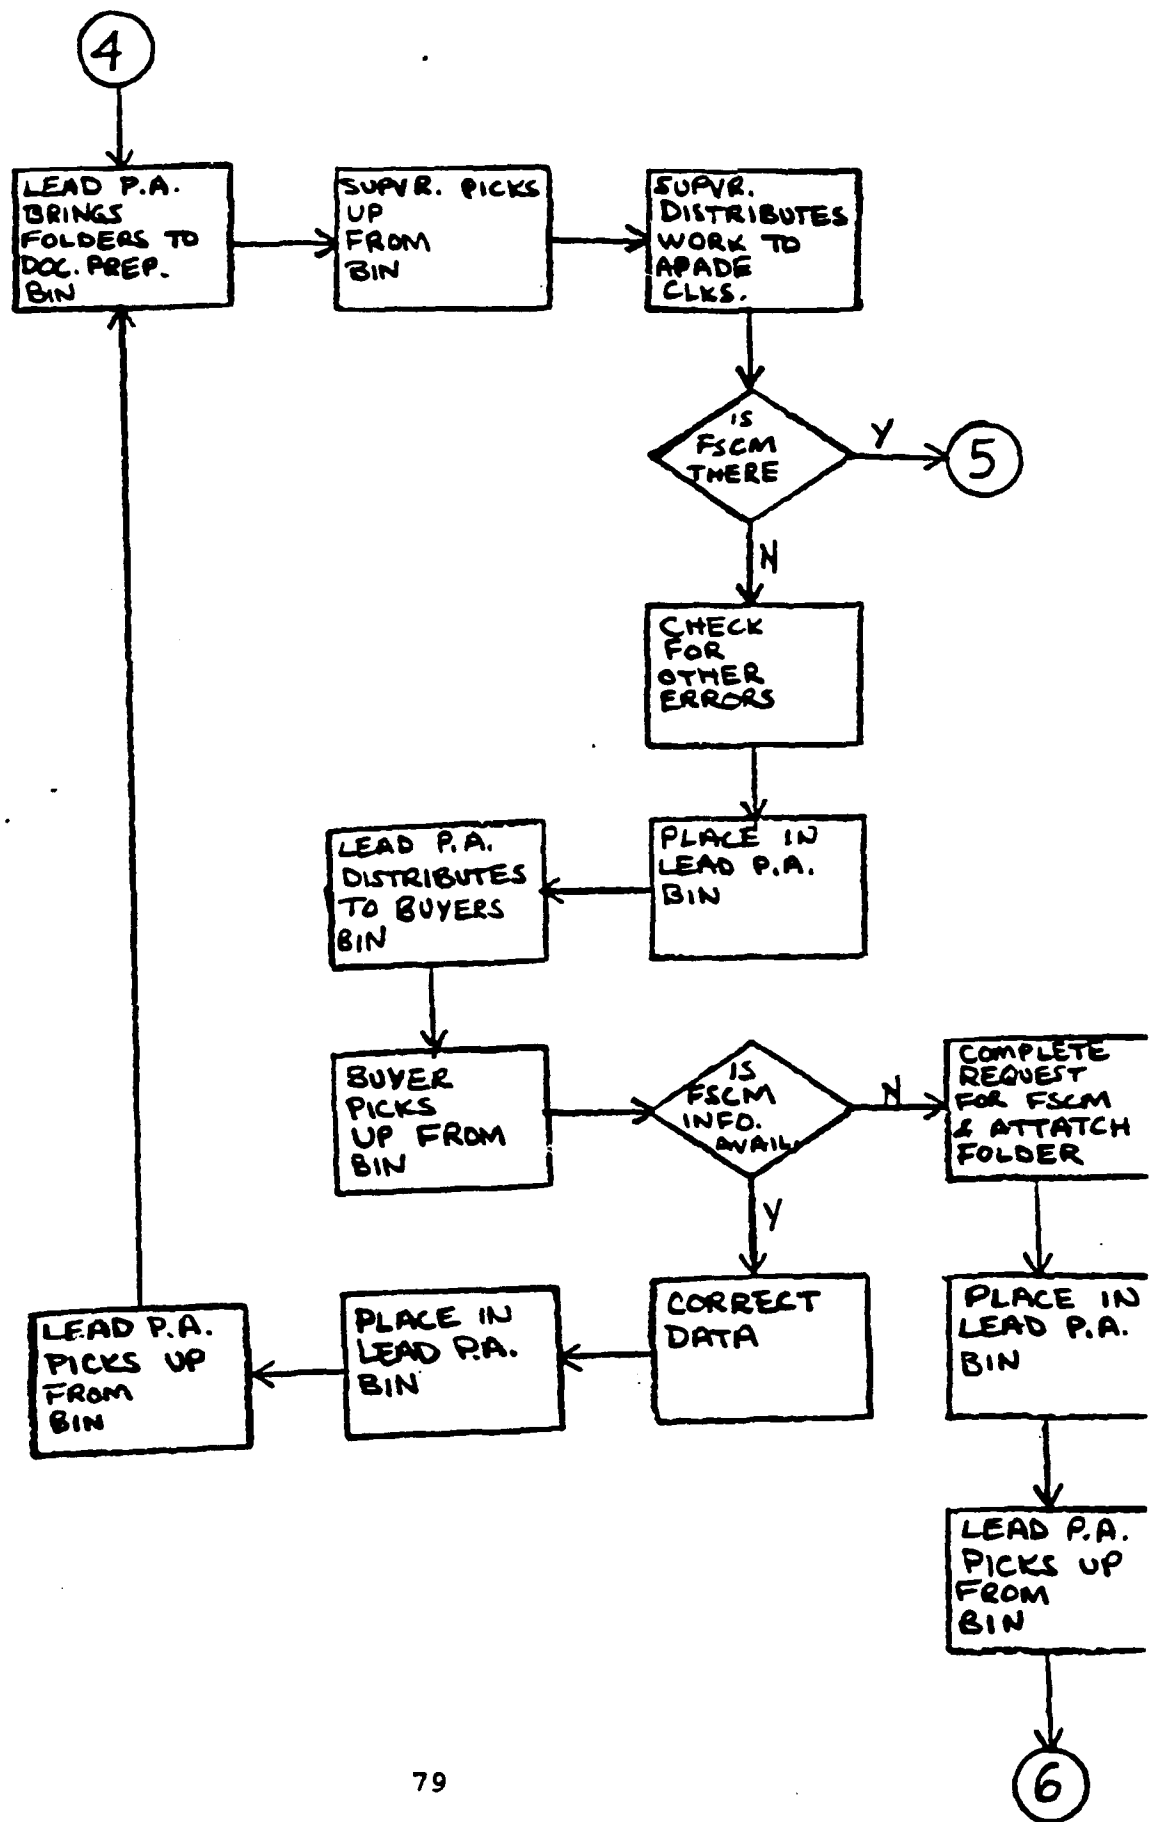 4
LEAD P.A.
BRINGS
FOLDERS TO
DOC. PREP.
BIN
SUPVR. PICKS
UP
FROM
BIN
SUPVR.
DISTRIBUTES
WORK TO
APADE
CLKS.
IS
FSCM
THERE
Y
5
N
CHECK
FOR
OTHER
ERRORS
PLACE IN
LEAD P.A.
BIN
LEAD P.A.
DISTRIBUTES
TO BUYERS
BIN
BUYER
PICKS
UP FROM
BIN
IS
FSCM
INFO.
AVAIL.
N
COMPLETE
REQUEST
FOR FSCM
& ATTATCH
FOLDER
Y
CORRECT
DATA
PLACE IN
LEAD P.A.
BIN
LEAD P.A.
PICKS UP
FROM
BIN
PLACE IN
LEAD P.A.
BIN
LEAD P.A.
PICKS UP
FROM
BIN
6
79